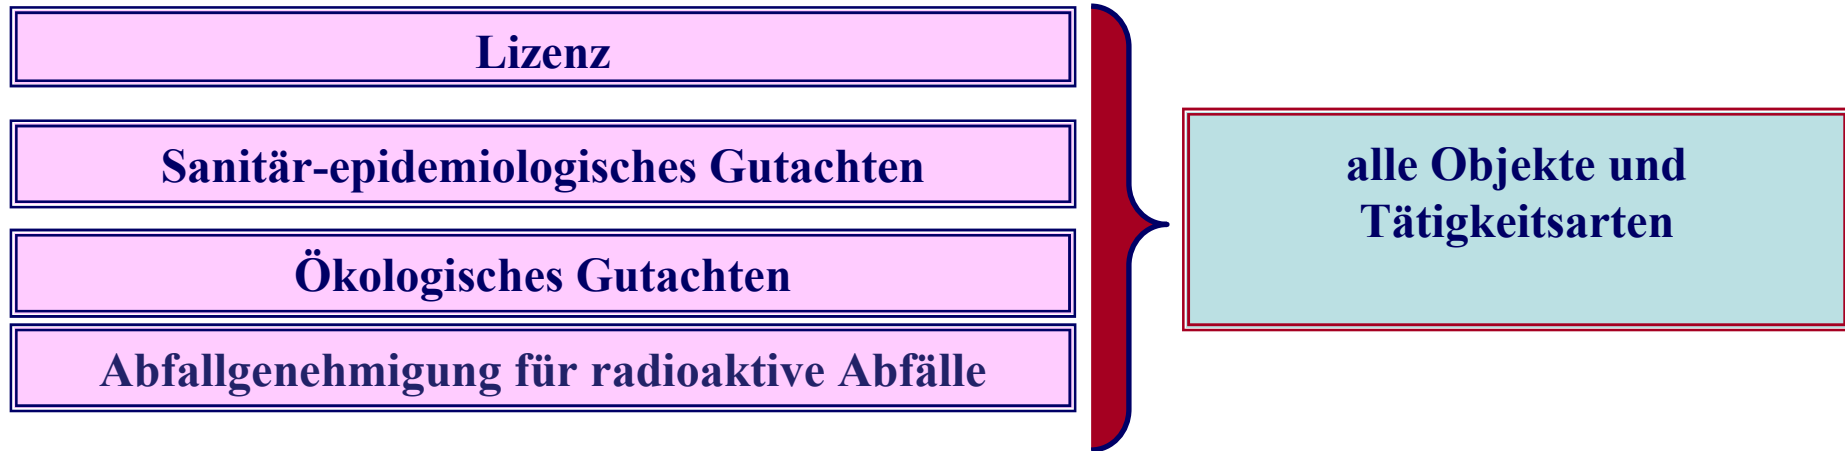 Lizenz
Sanitär-epidemiologisches Gutachten
Ökologisches Gutachten
Abfallgenehmigung für radioaktive Abfälle
alle Objekte und
Tätigkeitsarten